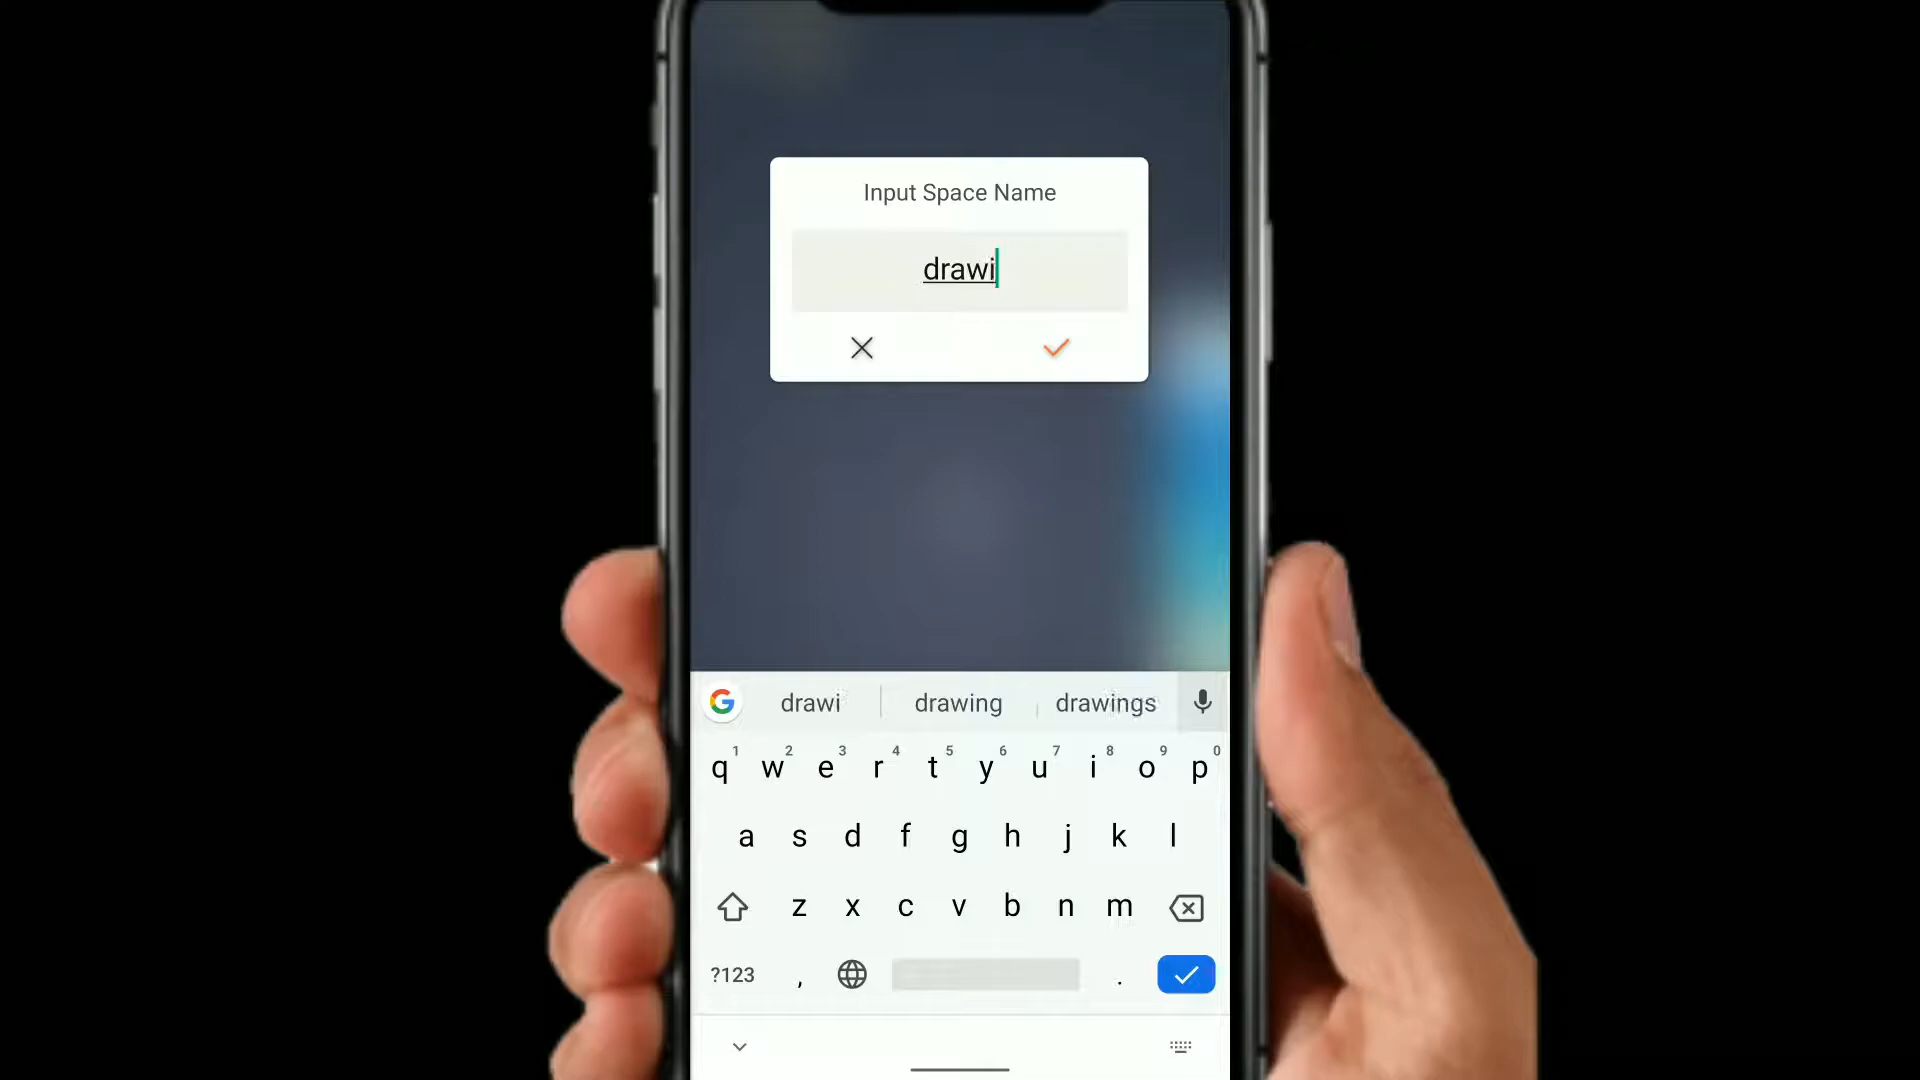 Input Space Name
drawi
drawi drawing drawings
1 2 3 4 5 6 7 8 9 0
q w e r t y u i o p
a s d f g h j k l
z x c v b n m
?123 , .